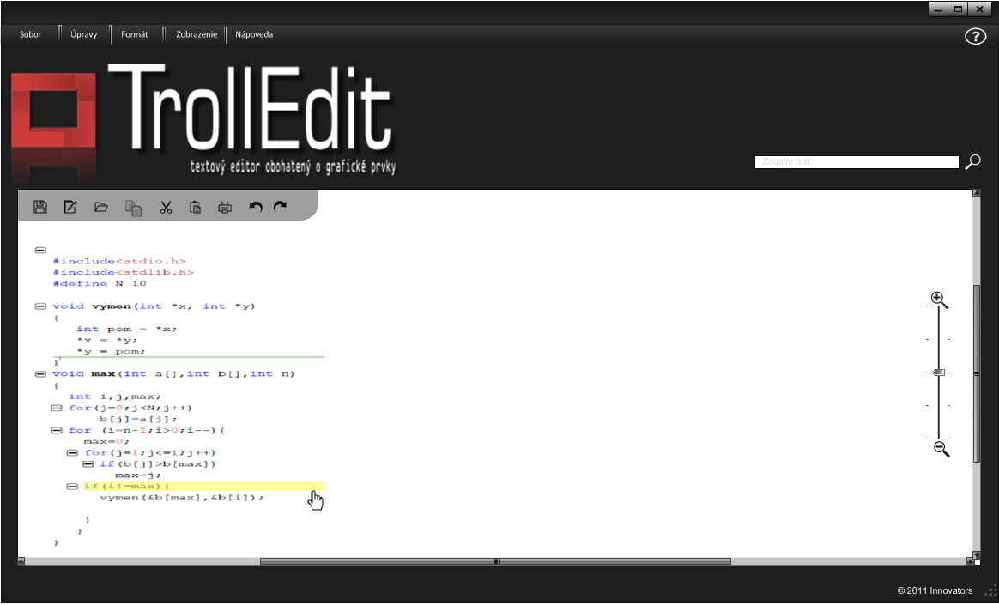 Súbor Úpravy Formát Zobrazenie Nápoveda
?
TrollEdit
textový editor obohatený o grafické prvky
Zadajte text
#include<stdio.h>
#include<stdlib.h>
#define N 10
void vymen(int *x, int *y)
{
int pom = *x;
*x = *y;
*y = pom;
}
void max(int a[],int b[],int n)
{
int i,j,max;
for(j=0;j<N;j++)
b[j]=a[j];
for (i=n-1;i>0;i--){
max=0;
for(j=1;j<=i;j++)
if(b[j]>b[max])
max=j;
if(i!=max){
vymen(&b[max],&b[i]);
}
}
}
© 2011 Innovators